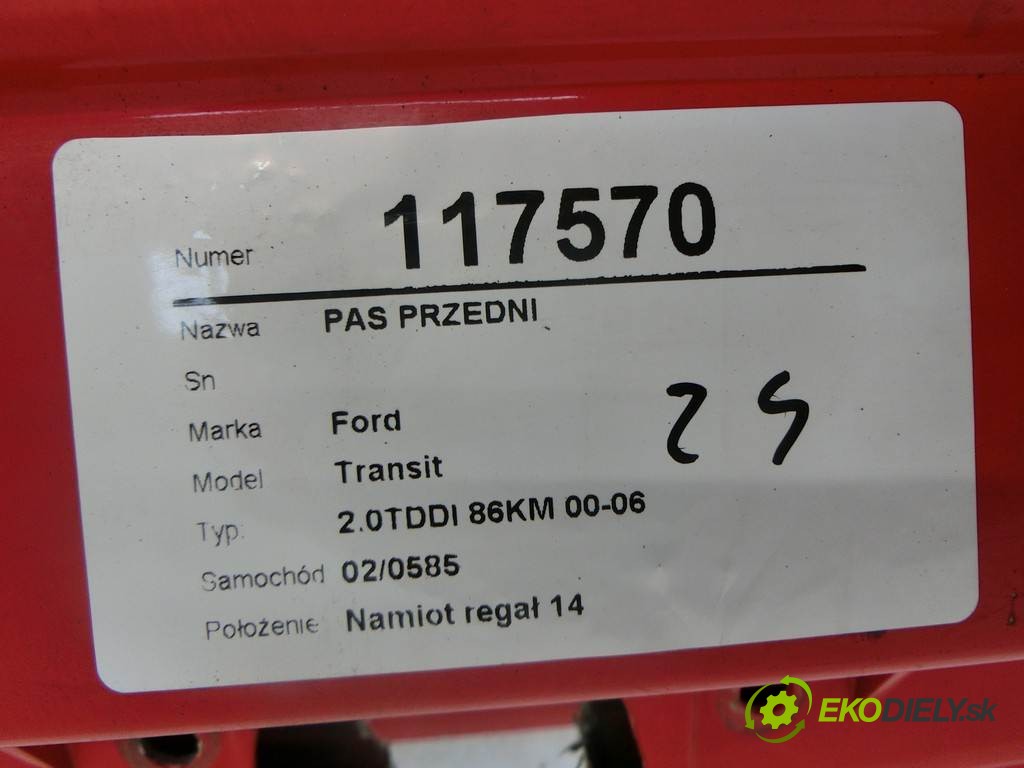 Numer 117570
Nazwa PAS PRZEDNI
Sn
Marka Ford
Model Transit
Typ. 2.0TDDI 86KM 00-06
Samochód 02/0585
Położenie Namiot regał 14
EKODIELY.sk